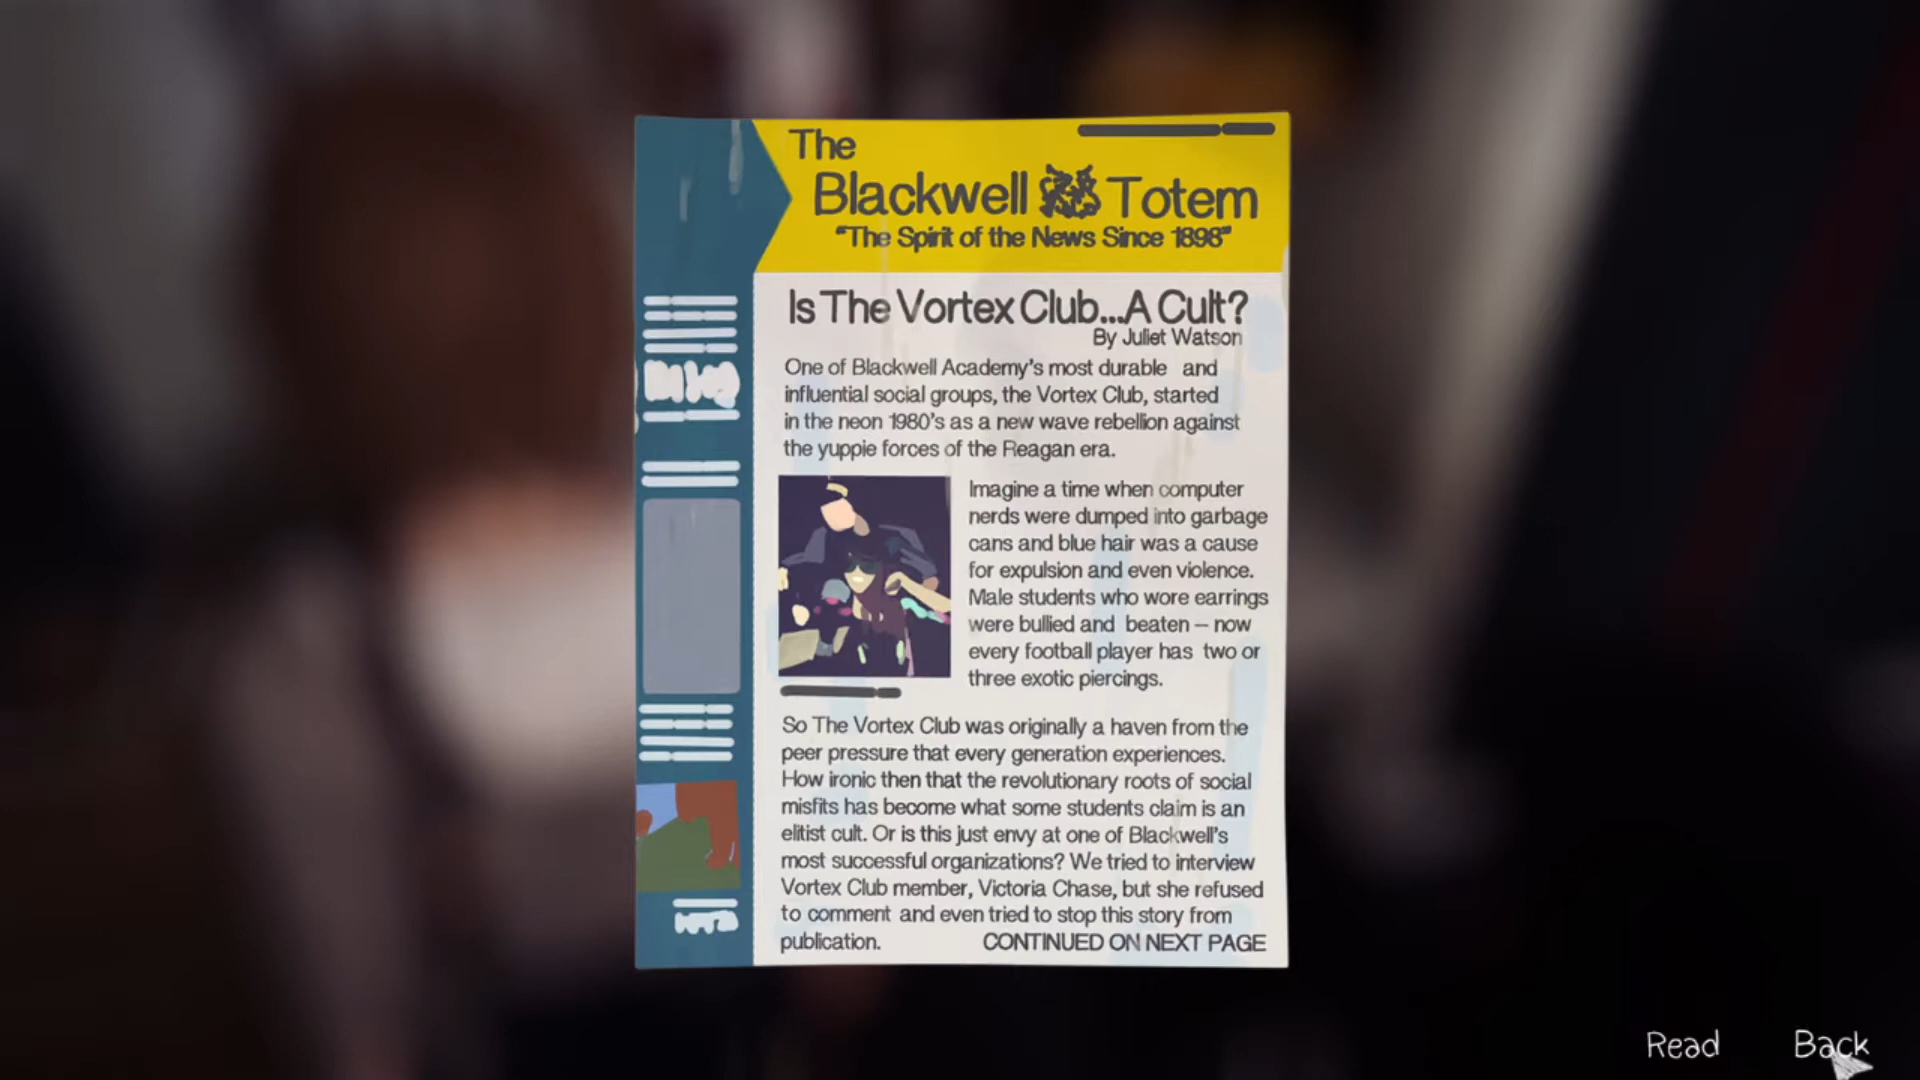 The
Blackwell Totem
"The Spirit of the News Since 1898"
Is The Vortex Club...A Cult?
By Juliet Watson
One of Blackwell Academy's most durable and
influential social groups, the Vortex Club, started
in the neon 1980's as a new wave rebellion against
the yuppie forces of the Reagan era.
Imagine a time when computer
nerds were dumped into garbage
cans and blue hair was a cause
for expulsion and even violence.
Male students who wore earrings
were bullied and beaten – now
every football player has two or
three exotic piercings.
So The Vortex Club was originally a haven from the
peer pressure that every generation experiences.
How ironic then that the revolutionary roots of social
misfits has become what some students claim is an
elitist cult. Or is this just envy at one of Blackwell's
most successful organizations? We tried to interview
Vortex Club member, Victoria Chase, but she refused
to comment and even tried to stop this story from
publication. CONTINUED ON NEXT PAGE
Read Back